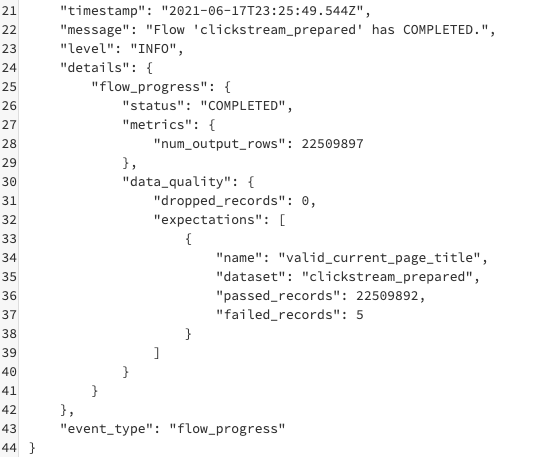 21 "timestamp": "2021-06-17T23:25:49.544Z",
22 "message": "Flow 'clickstream_prepared' has COMPLETED.",
23 "level": "INFO",
24 "details": {
25 "flow_progress": {
26 "status": "COMPLETED",
27 "metrics": {
28 "num_output_rows": 22509897
29 },
30 "data_quality": {
31 "dropped_records": 0,
32 "expectations": [
33 {
34 "name": "valid_current_page_title",
35 "dataset": "clickstream_prepared",
36 "passed_records": 22509892,
37 "failed_records": 5
38 }
39 ]
40 }
41 }
42 },
43 "event_type": "flow_progress"
44 }